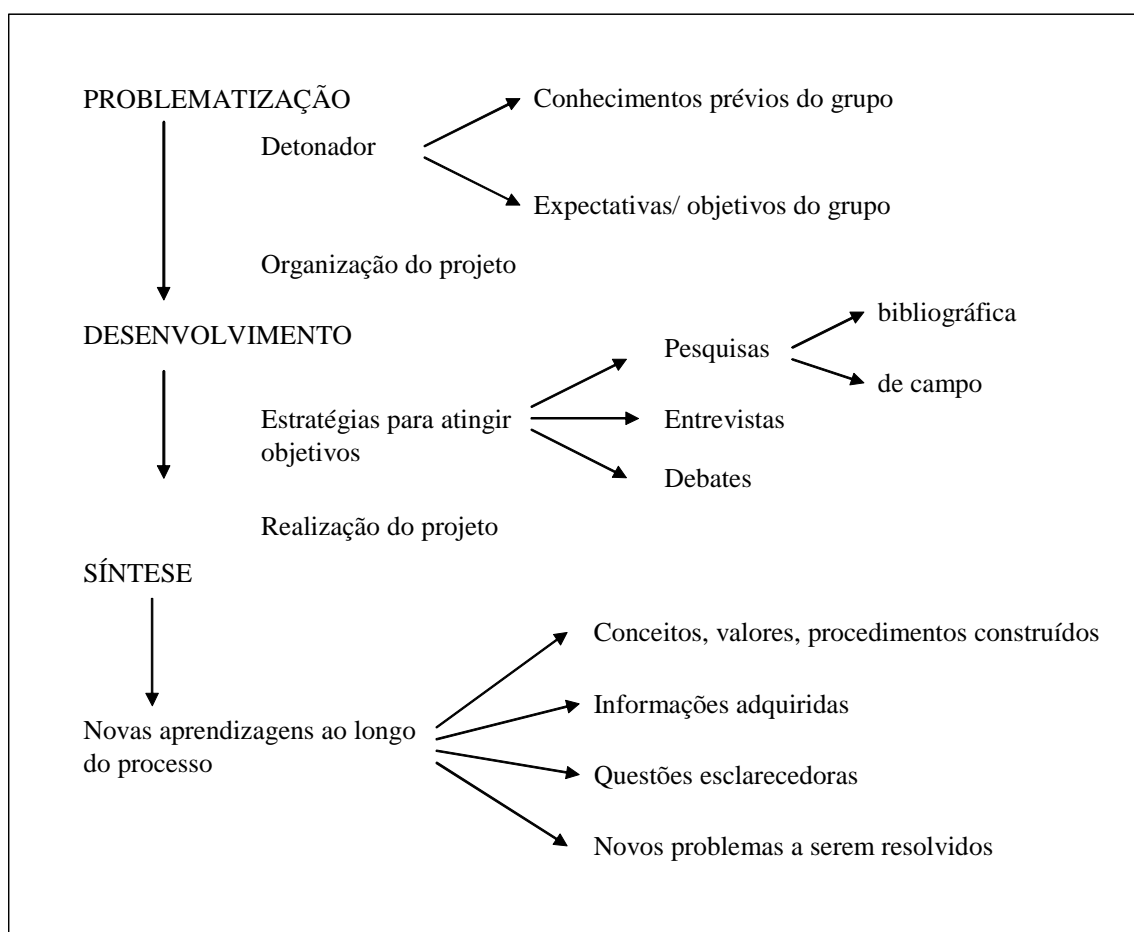 PROBLEMATIZAÇÃO
Conhecimentos prévios do grupo
Detonador
Expectativas/ objetivos do grupo
Organização do projeto
DESENVOLVIMENTO
bibliográfica
Pesquisas
de campo
Estratégias para atingir
objetivos
Entrevistas
Debates
Realização do projeto
SÍNTESE
Conceitos, valores, procedimentos construídos
Informações adquiridas
Novas aprendizagens ao longo
do processo
Questões esclarecedoras
Novos problemas a serem resolvidos